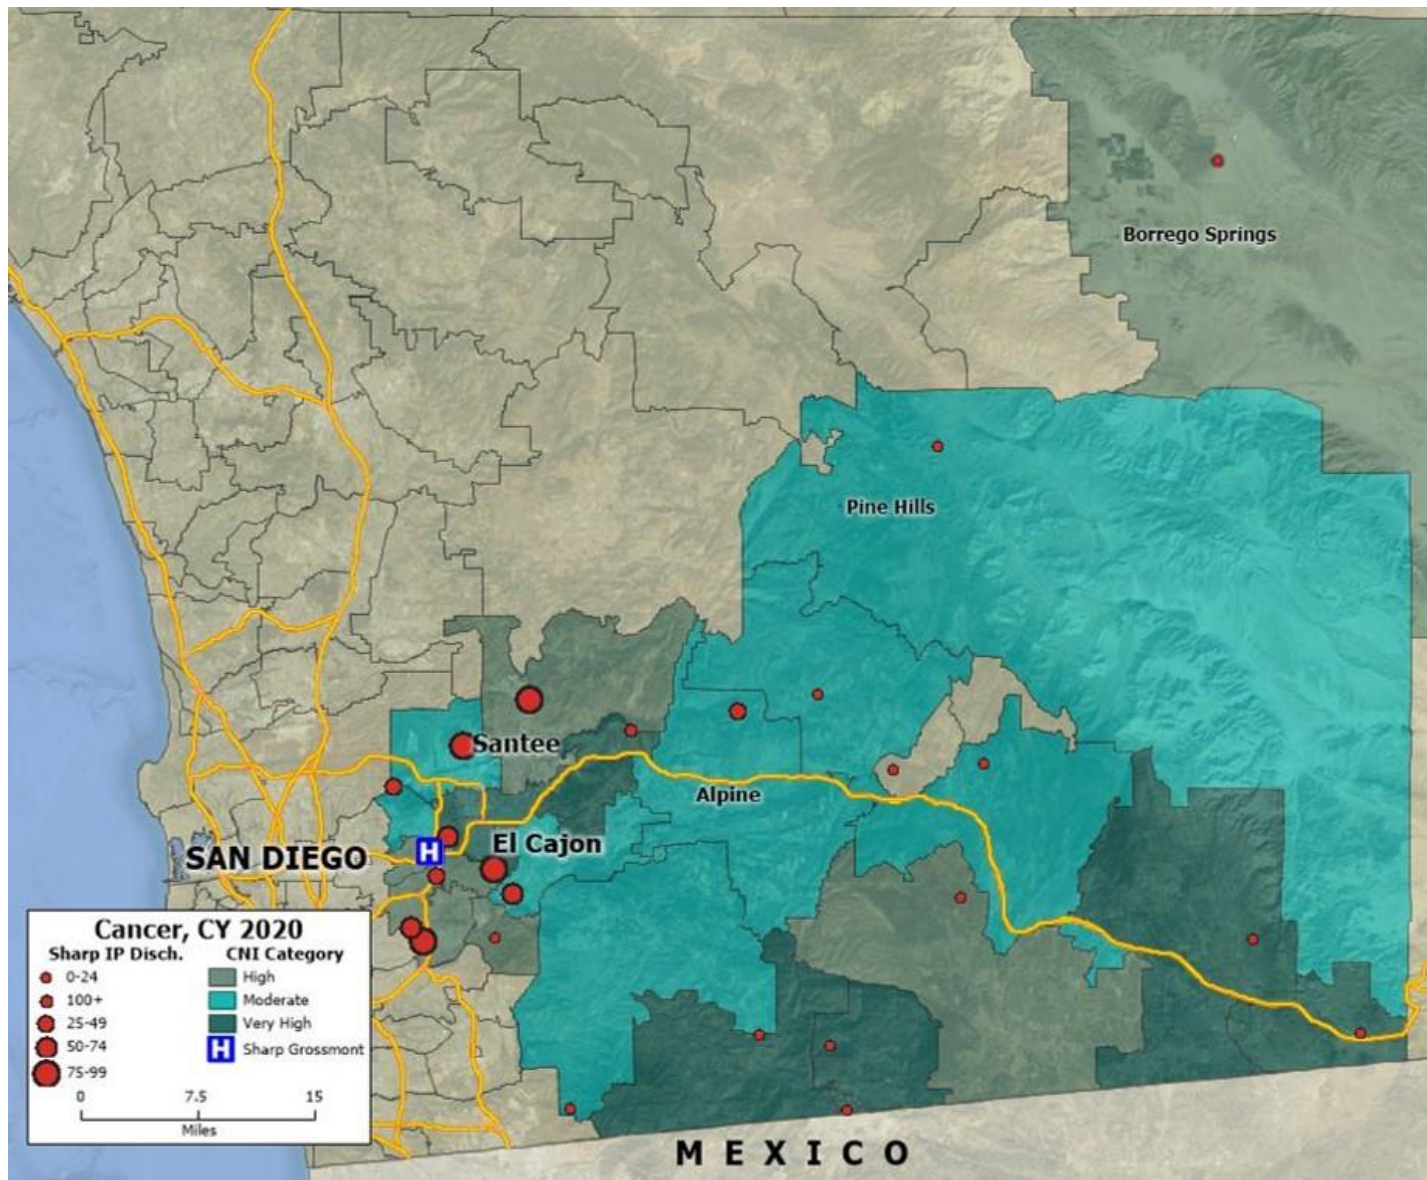 Borrego Springs
Pine Hills
Santee
Alpine
El Cajon
H
SAN DIEGO
Cancer, CY 2020
Sharp IP Disch.
CNI Category
0-24
High
100+
Moderate
25-49
Very High
50-74
H Sharp Grossmont
75-99
0 7.5 15
Miles
MEXICO